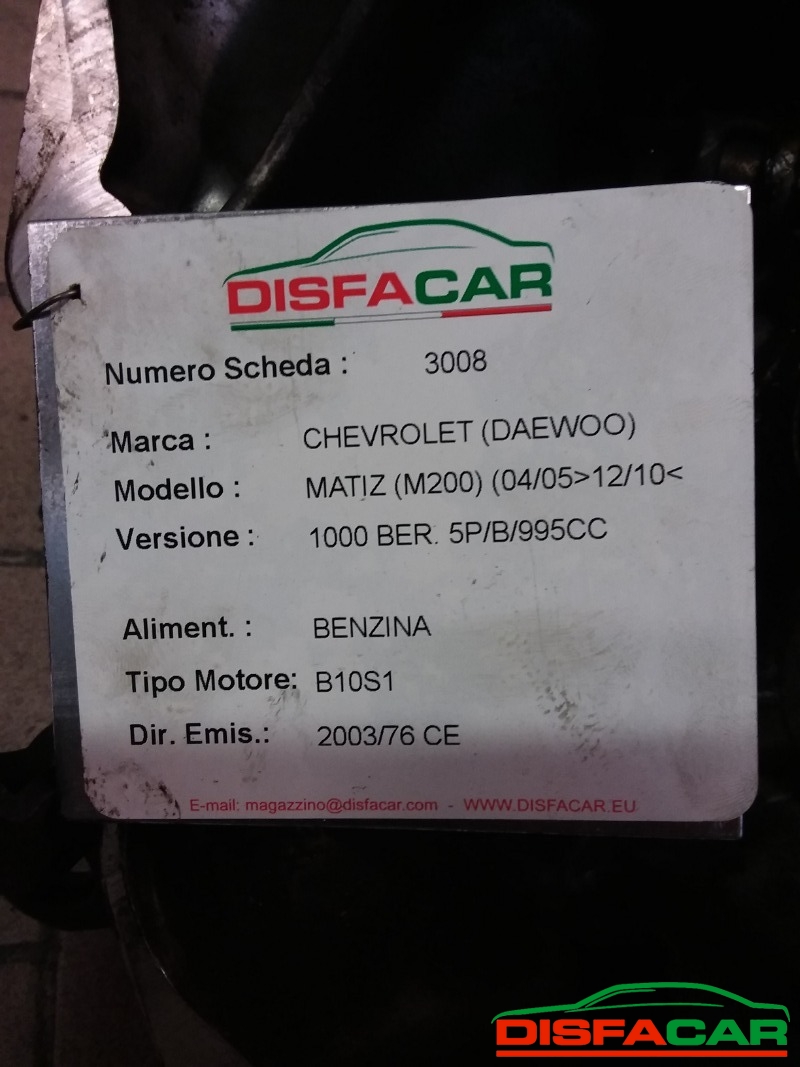 DISFACAR
Numero Scheda : 3008
Marca : CHEVROLET (DAEWOO)
Modello : MATIZ (M200) (04/05>12/10<
Versione : 1000 BER. 5P/B/995CC
Aliment. : BENZINA
Tipo Motore: B10S1
Dir. Emis.: 2003/76 CE
E-mail: magazzino@disfacar.com - WWW.DISFACAR.EU
DISFACAR